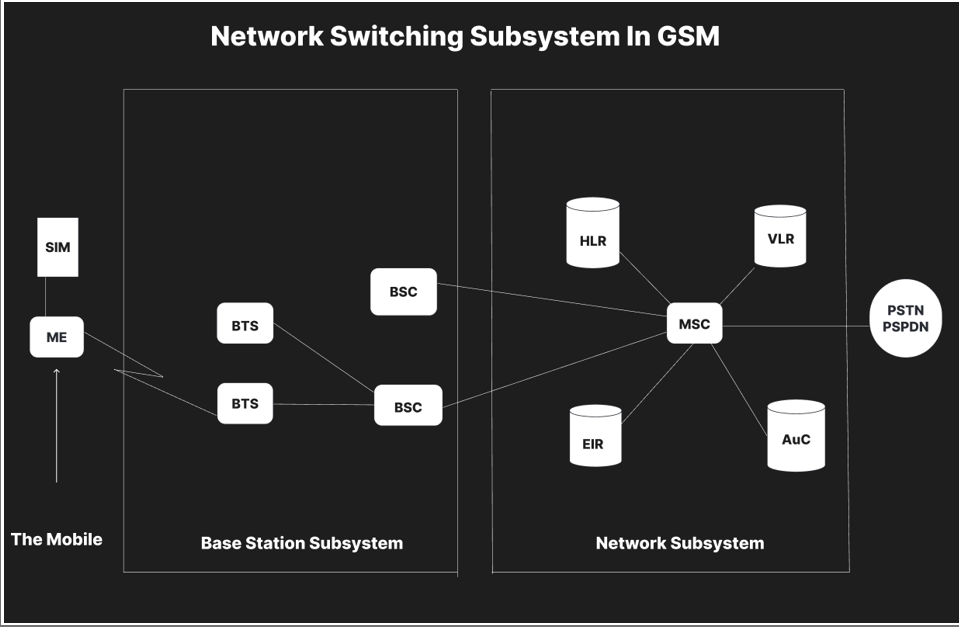 Network Switching Subsystem In GSM
SIM
ME
The Mobile
BTS
BTS
BSC
BSC
Base Station Subsystem
HLR
VLR
MSC
EIR
AuC
Network Subsystem
PSTN
PSPDN